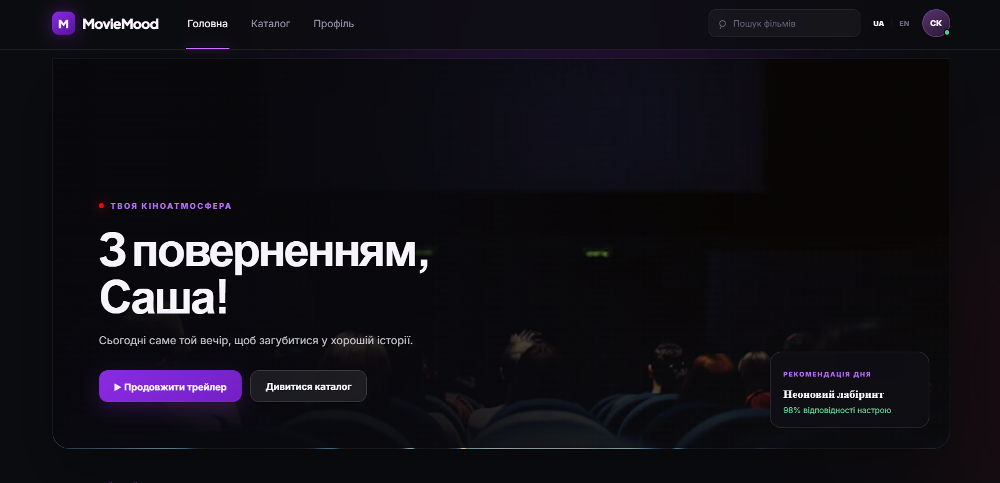 M MovieMood
Головна
Каталог
Профіль
Пошук фільмів
UA
EN
СК
ТВОЯ КІНОАТМОСФЕРА
З поверненням,
Саша!
Сьогодні саме той вечір, щоб загубитися у хорошій історії.
Продовжити трейлер
Дивитися каталог
РЕКОМЕНДАЦІЯ ДНЯ
Неоновий лабіринт
98% відповідності настрою